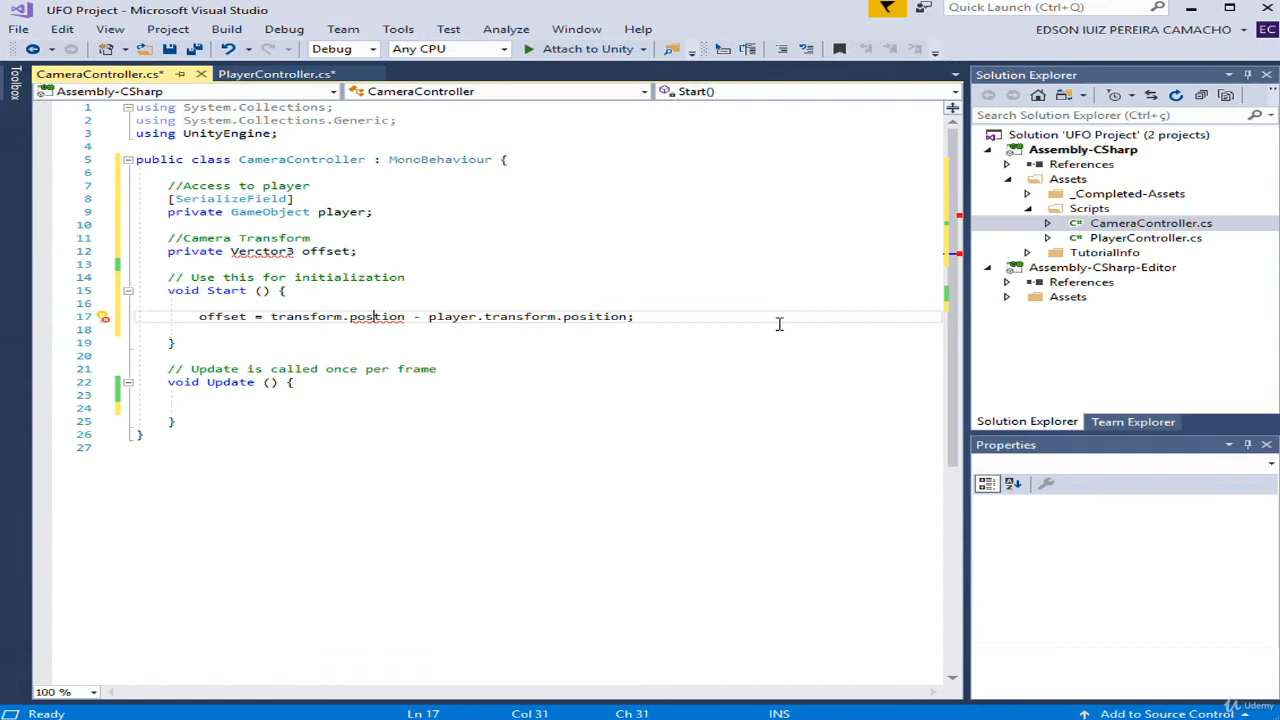 UFO Project - Microsoft Visual Studio
Quick Launch (Ctrl+Q)
File Edit View Project Build Debug Team Tools Test Analyze Window Help
EDSON IUIZ PEREIRA CAMACHO EC
Debug Any CPU Attach to Unity
Toolbox
CameraController.cs* PlayerController.cs*
Assembly-CSharp CameraController Start()
1 using System.Collections;
2 using System.Collections.Generic;
3 using UnityEngine;
4
5 public class CameraController : MonoBehaviour {
6
7 //Access to player
8 [SerializeField]
9 private GameObject player;
10
11 //Camera Transform
12 private Verctor3 offset;
13
14 // Use this for initialization
15 void Start () {
16
17 offset = transform.postion - player.transform.position;
18
19 }
20
21 // Update is called once per frame
22 void Update () {
23
24
25 }
26 }
27
100 %
Solution Explorer
Search Solution Explorer (Ctrl+ç)
Solution 'UFO Project' (2 projects)
Assembly-CSharp
References
Assets
_Completed-Assets
Scripts
CameraController.cs
PlayerController.cs
TutorialInfo
Assembly-CSharp-Editor
References
Assets
Solution Explorer Team Explorer
Properties
Ready Ln 17 Col 31 Ch 31 INS Add to Source Control
Udemy